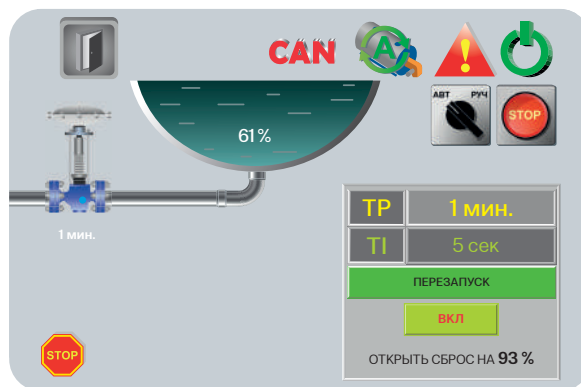 CAN
A
АВТ РУЧ
STOP
61 %
1 мин.
TP 1 мин.
TI 5 сек
ПЕРЕЗАПУСК
ВКЛ
ОТКРЫТЬ СБРОС НА 93 %
STOP